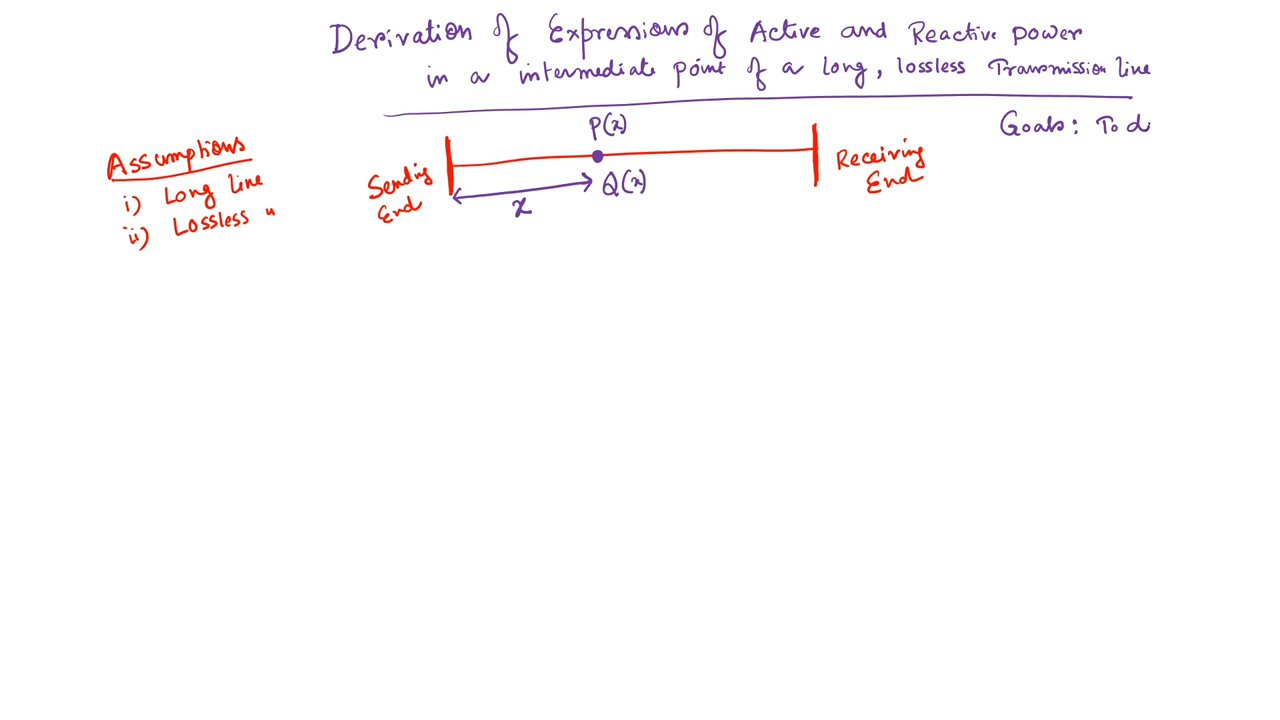 Derivation of Expressions of Active and Reactive power
in a intermediate point of a long, lossless Transmission line
Goals: To d
Assumptions
i) Long line
ii) Lossless "
Sending
End
P(x)
Q(x)
x
Receiving
End